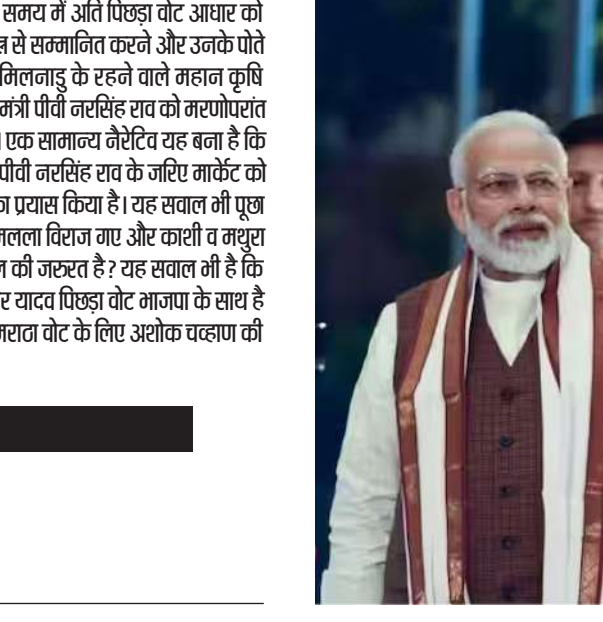 समय में अति पिछड़ा वोट आधार को
से सम्मानित करने और उनके पोते
मिलनाडु के रहने वाले महान कृषि
मंत्री पीवी नरसिंह राव को मरणोपरांत
। एक सामान्य नैरेटिव यह बना है कि
पीवी नरसिंह राव के जरिए मार्केट को
का प्रयास किया है। यह सवाल भी पूछा
मलला विराज गए और काशी व मथुरा
की जरुरत है? यह सवाल भी है कि
र यादव पिछड़ा वोट भाजपा के साथ है
मराठा वोट के लिए अशोक चव्हाण की